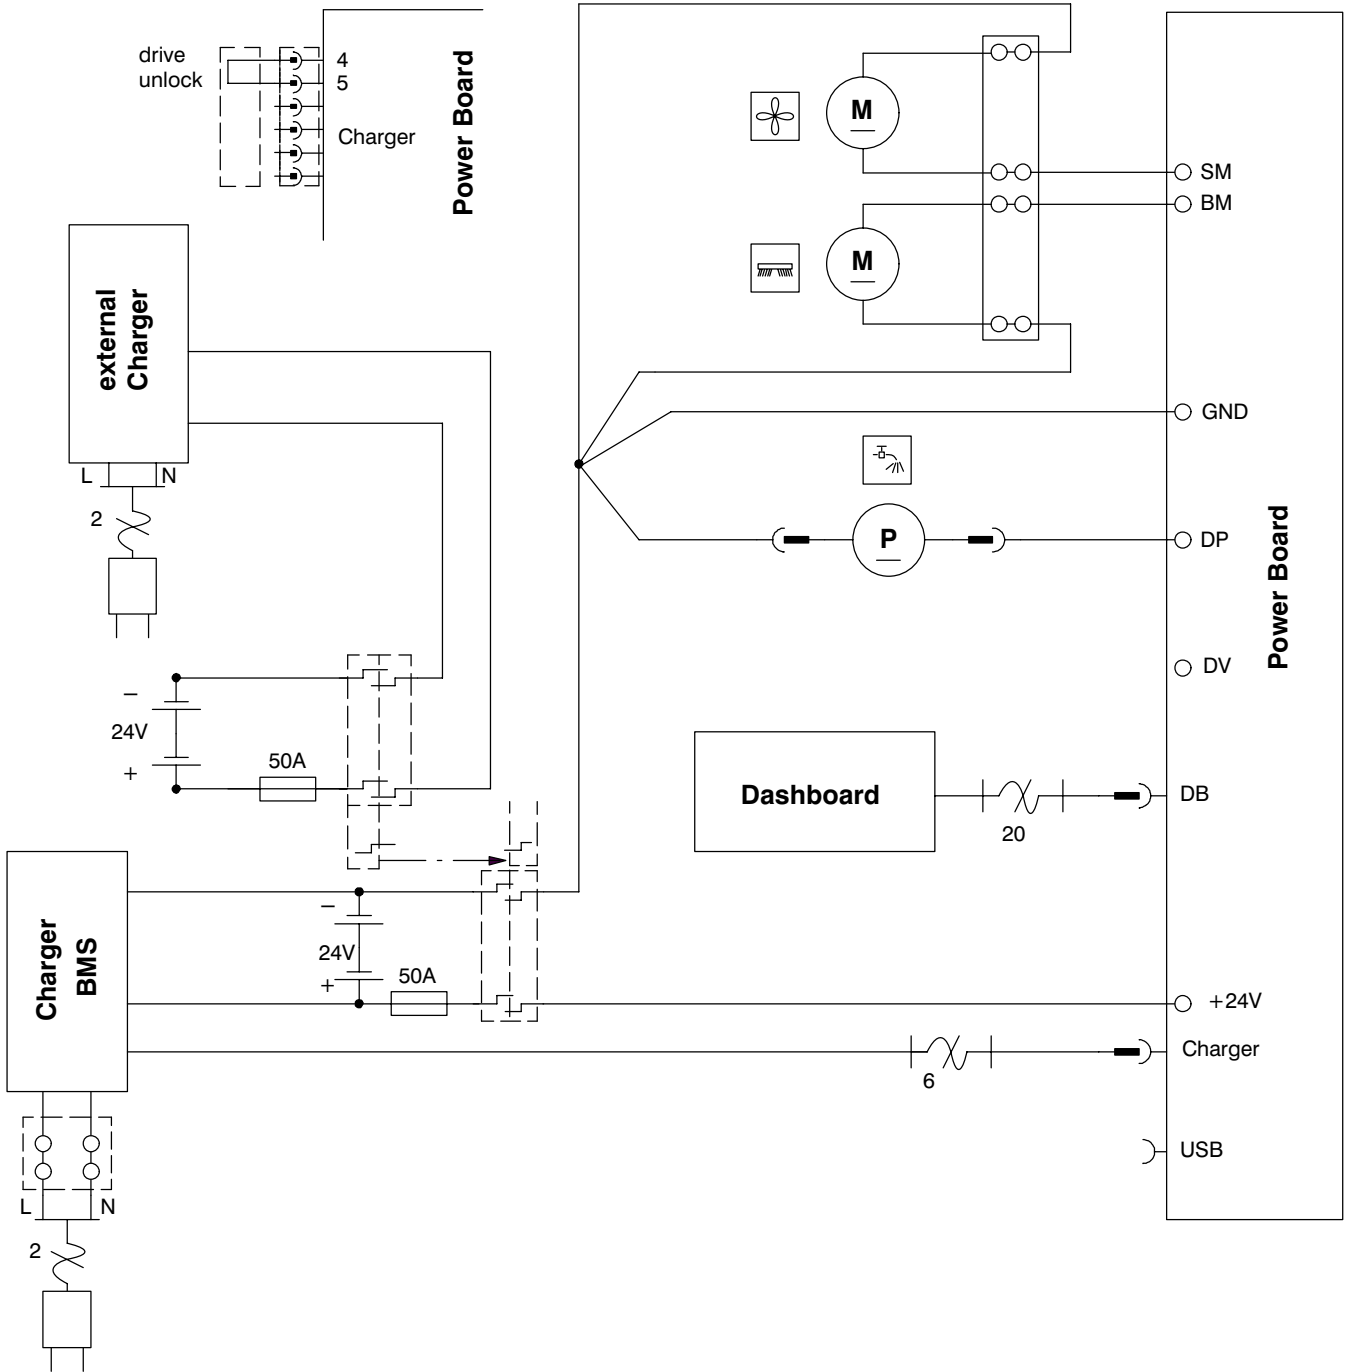 drive
unlock
4
5
Charger
Power Board
M
SM
BM
M
external
Charger
GND
L
N
2
P
DP
Power Board
DV
−
24V
+
50A
Dashboard
DB
20
Charger
BMS
−
24V
+
50A
+24V
Charger
6
USB
L
N
2